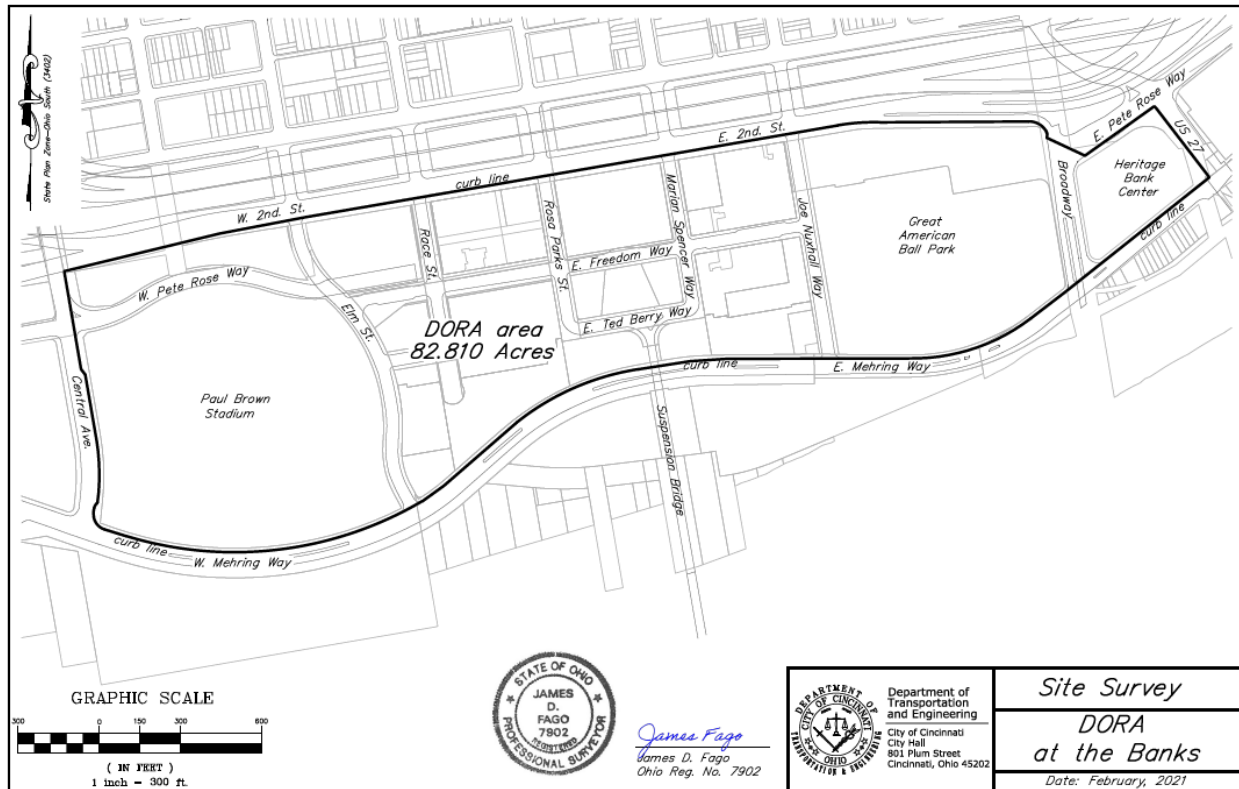 State Plan Zone-Ohio South (3402)
E. Pete Rose Way
US 27
E. 2nd. St.
Heritage
Bank
Center
curb line
W. 2nd. St.
Broadway
curb line
Race St.
Rosa Parks St.
Marian Spencer Way
Joe Nuxhall Way
Great
American
Ball Park
E. Freedom Way
W. Pete Rose Way
Elm St.
DORA area
82.810 Acres
E. Ted Berry Way
curb line
E. Mehring Way
Central Ave.
Paul Brown
Stadium
Suspension Bridge
curb line
W. Mehring Way
GRAPHIC SCALE
300 0 150 300 600
( IN FEET )
1 inch = 300 ft.
STATE OF OHIO
JAMES
D.
FAGO
7902
REGISTERED
PROFESSIONAL SURVEYOR
James Fago
James D. Fago
Ohio Reg. No. 7902
DEPARTMENT OF
TRANSPORTATION & ENGINEERING
CITY OF CINCINNATI
OHIO
Department of
Transportation
and Engineering
City of Cincinnati
City Hall
801 Plum Street
Cincinnati, Ohio 45202
Site Survey
DORA
at the Banks
Date: February, 2021